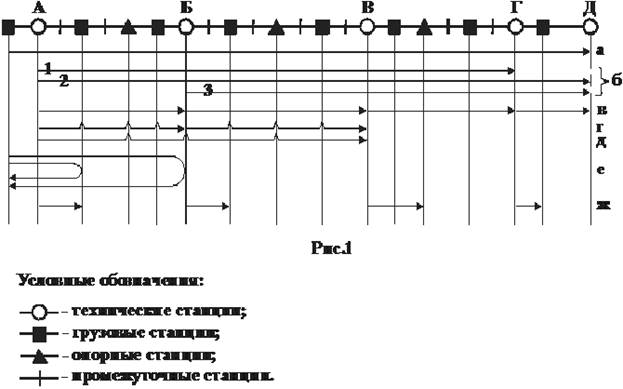 А Б В Г Д
а
1
2
б
3
в
г
д
е
ж
Рис.1
Условные обозначения:
- технические станции;
- грузовые станции;
- опорные станции;
- промежуточные станции.